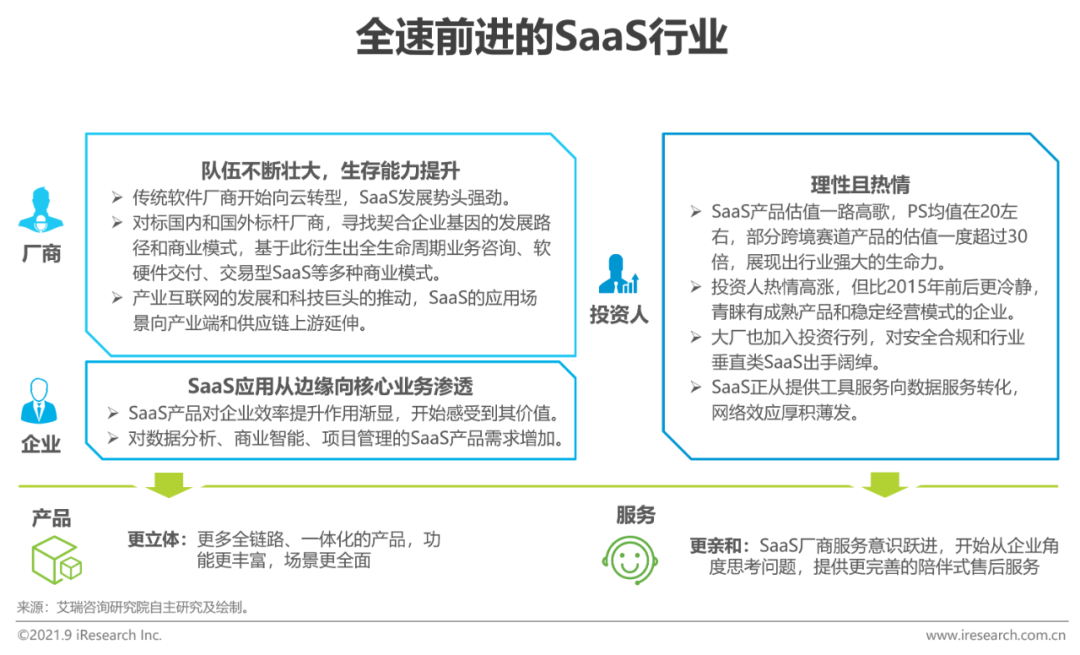 全速前进的SaaS行业
队伍不断壮大，生存能力提升
传统软件厂商开始向云转型，SaaS发展势头强劲。
对标国内和国外标杆厂商，寻找契合企业基因的发展路
径和商业模式，基于此衍生出全生命周期业务咨询、软
硬件交付、交易型SaaS等多种商业模式。
产业互联网的发展和科技巨头的推动，SaaS的应用场
景向产业端和供应链上游延伸。
厂商
SaaS应用从边缘向核心业务渗透
SaaS产品对企业效率提升作用渐显，开始感受到其价值。
对数据分析、商业智能、项目管理的SaaS产品需求增加。
企业
理性且热情
SaaS产品估值一路高歌，PS均值在20左
右，部分跨境赛道产品的估值一度超过30
倍，展现出行业强大的生命力。
投资人热情高涨，但比2015年前后更冷静，
青睐有成熟产品和稳定经营模式的企业。
大厂也加入投资行列，对安全合规和行业
垂直类SaaS出手阔绰。
SaaS正从提供工具服务向数据服务转化，
网络效应厚积薄发。
投资人
产品
更立体：更多全链路、一体化的产品，功
能更丰富，场景更全面
服务
更亲和：SaaS厂商服务意识跃进，开始从企业角
度思考问题，提供更完善的陪伴式售后服务
来源：艾瑞咨询研究院自主研究及绘制。
©2021.9 iResearch Inc.
www.iresearch.com.cn